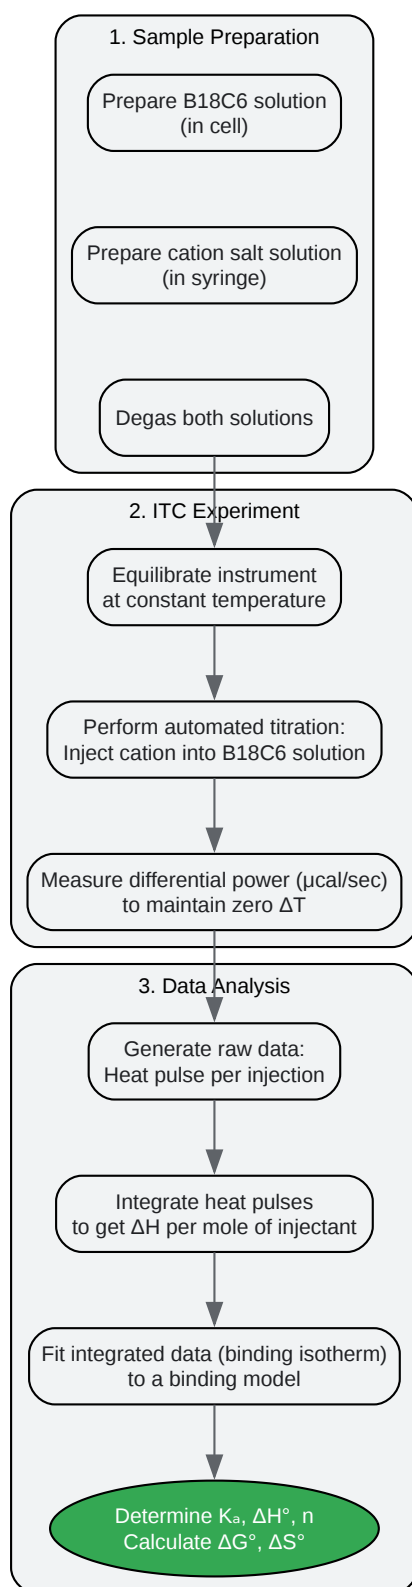 1. Sample Preparation
Prepare B18C6 solution
(in cell)
Prepare cation salt solution
(in syringe)
Degas both solutions
2. ITC Experiment
Equilibrate instrument
at constant temperature
Perform automated titration:
Inject cation into B18C6 solution
Measure differential power (µcal/sec)
to maintain zero ΔT
3. Data Analysis
Generate raw data:
Heat pulse per injection
Integrate heat pulses
to get ΔH per mole of injectant
Fit integrated data (binding isotherm)
to a binding model
Determine Kₐ, ΔH°, n
Calculate ΔG°, ΔS°